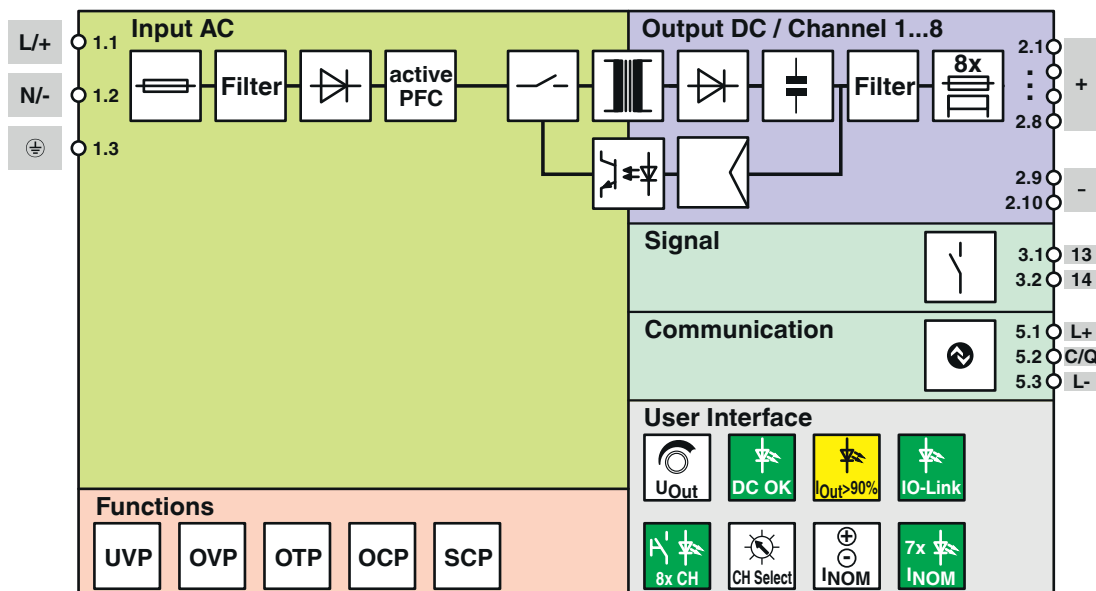 L/+
1.1
N/-
1.2
1.3
Input AC
Filter
active
PFC
Output DC / Channel 1...8
Filter
8x
2.1
2.8
+
2.9
2.10
-
Signal
3.1
13
3.2
14
Communication
5.1
L+
5.2
C/Q
5.3
L-
User Interface
UOut
DC OK
IOut>90%
IO-Link
8x CH
CH Select
INOM
7x
INOM
Functions
UVP
OVP
OTP
OCP
SCP